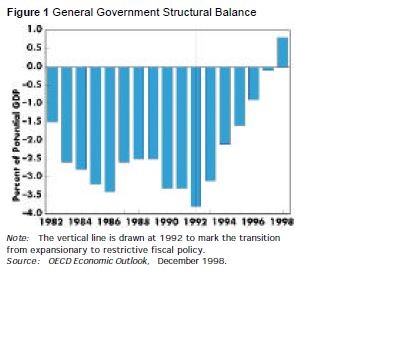 Figure 1 General Government Structural Balance
Percent of Potential GDP
1.0
0.5
0.0
-0.5
-1.0
-1.5
-2.0
-2.5
-3.0
-3.5
-4.0
1982 1984 1986 1988 1990 1992 1994 1996 1998
Note: The vertical line is drawn at 1992 to mark the transition
from expansionary to restrictive fiscal policy.
Source: OECD Economic Outlook, December 1998.